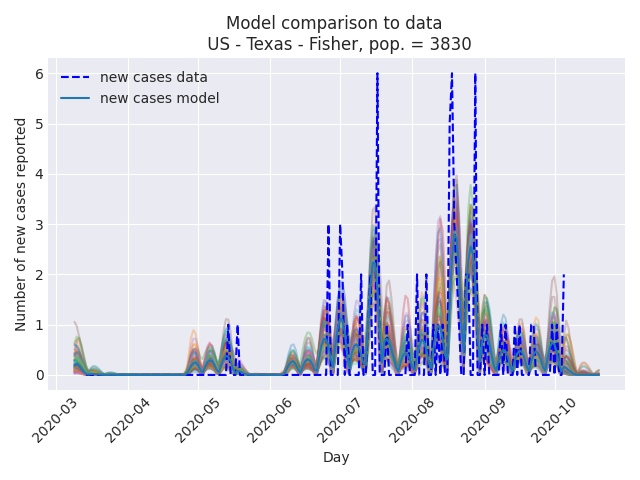 Model comparison to data
US - Texas - Fisher, pop. = 3830
new cases data
new cases model
Number of new cases reported
6
5
4
3
2
1
0
2020-03
2020-04
2020-05
2020-06
2020-07
2020-08
2020-09
2020-10
Day